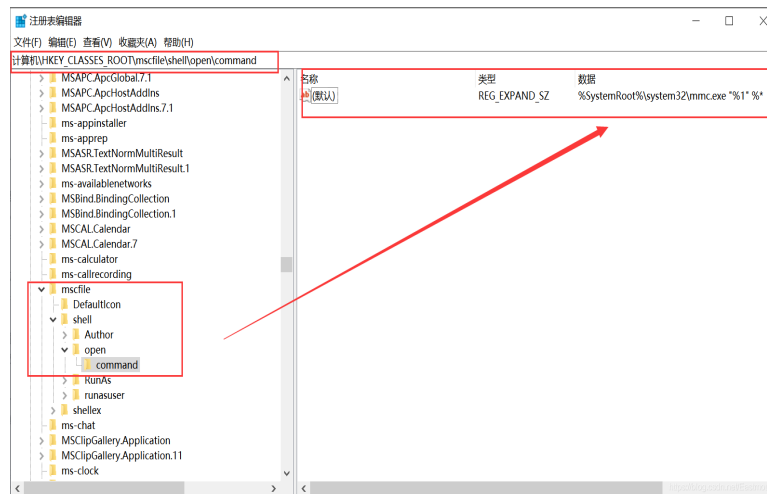 注册表编辑器
文件(F) 编辑(E) 查看(V) 收藏夹(A) 帮助(H)
计算机\HKEY_CLASSES_ROOT\mscfile\shell\open\command
MSAPC.ApcGlobal.7.1
MSAPC.ApcHostAddIns
MSAPC.ApcHostAddIns.7.1
ms-appinstaller
ms-apprep
MSASR.TextNormMultiResult
MSASR.TextNormMultiResult.1
ms-availablenetworks
MSBind.BindingCollection
MSBind.BindingCollection.1
MSCAL.Calendar
MSCAL.Calendar.7
ms-calculator
ms-callrecording
mscfile
DefaultIcon
shell
Author
open
command
RunAs
runasuser
shellex
ms-chat
MSClipGallery.Application
MSClipGallery.Application.11
ms-clock
名称 类型 数据
ab (默认) REG_EXPAND_SZ %SystemRoot%\system32\mmc.exe "%1" %*